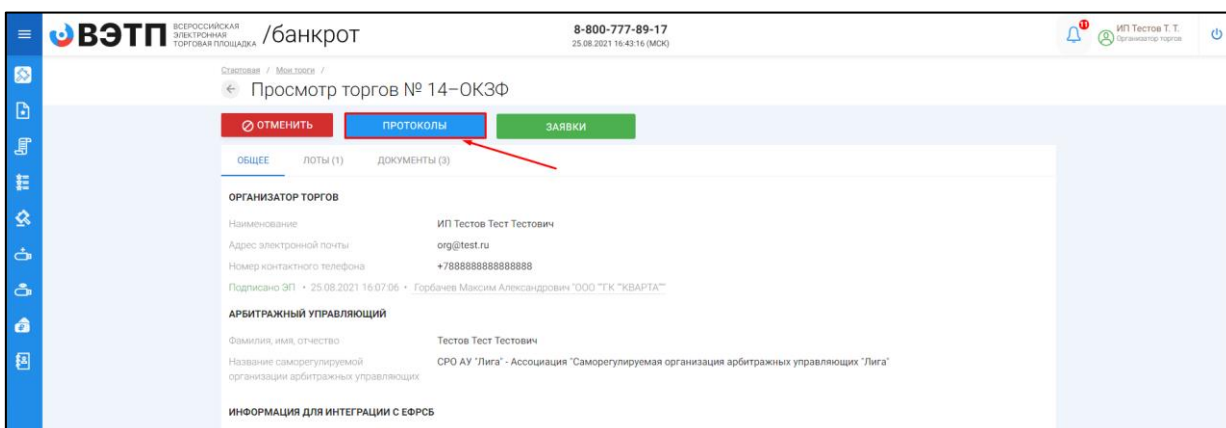 ВЭТП ВСЕРОССИЙСКАЯ ЭЛЕКТРОННАЯ ТОРГОВАЯ ПЛОЩАДКА /банкрот
8-800-777-89-17
25.08.2021 16:43:16 (МСК)
11
ИП Тестов Т. Т.
Организатор торгов
Стартовая / Мои торги /
Просмотр торгов № 14–ОКЗФ
ОТМЕНИТЬ ПРОТОКОЛЫ ЗАЯВКИ
ОБЩЕЕ ЛОТЫ (1) ДОКУМЕНТЫ (3)
ОРГАНИЗАТОР ТОРГОВ
Наименование ИП Тестов Тест Тестович
Адрес электронной почты org@test.ru
Номер контактного телефона +7888888888888888
Подписано ЭП • 25.08.2021 16:07:06 • Горбачев Максим Александрович "ООО "ТК "КВАРТА""
АРБИТРАЖНЫЙ УПРАВЛЯЮЩИЙ
Фамилия, имя, отчество Тестов Тест Тестович
Название саморегулируемой организации арбитражных управляющих СРО АУ "Лига" - Ассоциация "Саморегулируемая организация арбитражных управляющих "Лига"
ИНФОРМАЦИЯ ДЛЯ ИНТЕГРАЦИИ С ЕФРСБ